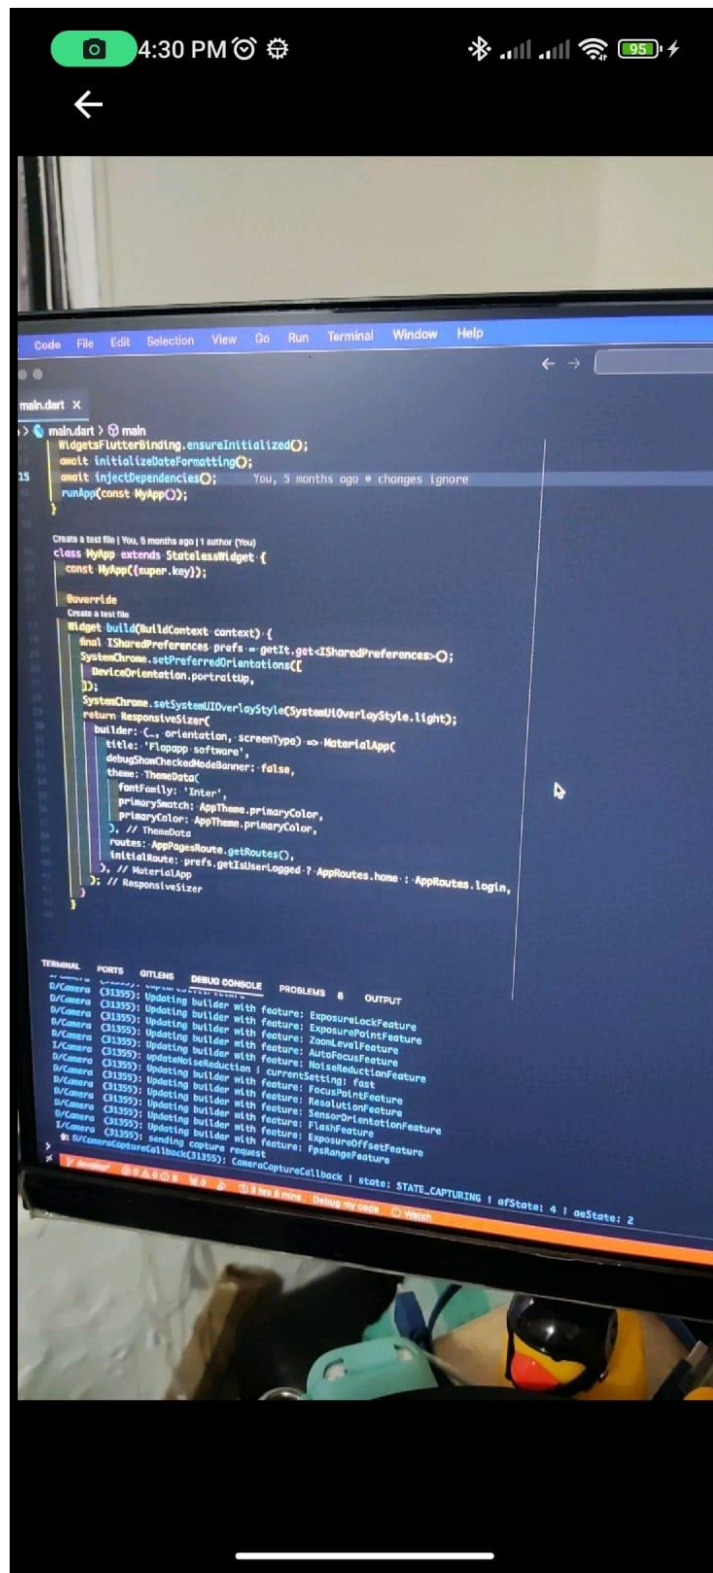 4:30 PM
95
Code File Edit Selection View Go Run Terminal Window Help
main.dart X
main.dart > main
WidgetsFlutterBinding.ensureInitialized();
await initializeDateFormatting();
15 await injectDependencies(); You, 5 months ago • changes ignore
runApp(const MyApp());
}
Create a test file | You, 5 months ago | 1 author (You)
class MyApp extends StatelessWidget {
const MyApp({super.key});
@override
Create a test file
Widget build(BuildContext context) {
final ISharedPreferences prefs = getIt.get<ISharedPreferences>();
SystemChrome.setPreferredOrientations([
DeviceOrientation.portraitUp,
]);
SystemChrome.setSystemUIOverlayStyle(SystemUiOverlayStyle.light);
return ResponsiveSizer(
builder: (_, orientation, screenType) => MaterialApp(
title: 'Flopapp software',
debugShowCheckedModeBanner: false,
theme: ThemeData(
fontFamily: 'Inter',
primarySwatch: AppTheme.primaryColor,
primaryColor: AppTheme.primaryColor,
), // ThemeData
routes: AppPagesRoute.getRoutes(),
initialRoute: prefs.getIsUserLogged ? AppRoutes.home : AppRoutes.login,
), // MaterialApp
); // ResponsiveSizer
}
}
TERMINAL PORTS GITLENS DEBUG CONSOLE PROBLEMS 8 OUTPUT
D/Camera (31355): Updating builder with feature: ExposureLockFeature
D/Camera (31355): Updating builder with feature: ExposurePointFeature
D/Camera (31355): Updating builder with feature: ZoomLevelFeature
D/Camera (31355): Updating builder with feature: AutoFocusFeature
D/Camera (31355): Updating builder with feature: NoiseReductionFeature
I/Camera (31355): updateNoiseReduction | currentSetting: fast
D/Camera (31355): Updating builder with feature: FocusPointFeature
D/Camera (31355): Updating builder with feature: ResolutionFeature
D/Camera (31355): Updating builder with feature: SensorOrientationFeature
D/Camera (31355): Updating builder with feature: FlashFeature
D/Camera (31355): Updating builder with feature: ExposureOffsetFeature
D/Camera (31355): Updating builder with feature: FpsRangeFeature
I/Camera (31355): sending capture request
D/CameraCaptureCallback(31355): CameraCaptureCallback | state: STATE_CAPTURING | afState: 4 | aeState: 2
develop* 3 hrs 8 mins Debug my code Watch